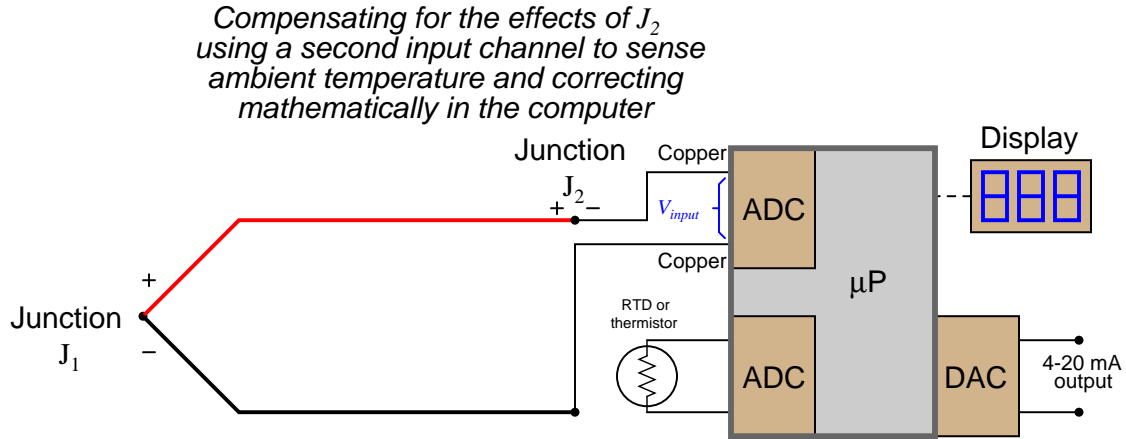 Compensating for the effects of J2
using a second input channel to sense
ambient temperature and correcting
mathematically in the computer
Junction
J2
+ −
Copper
Vinput
Copper
ADC
μP
Display
888
+
Junction
J1
−
RTD or
thermistor
ADC
DAC
4-20 mA
output